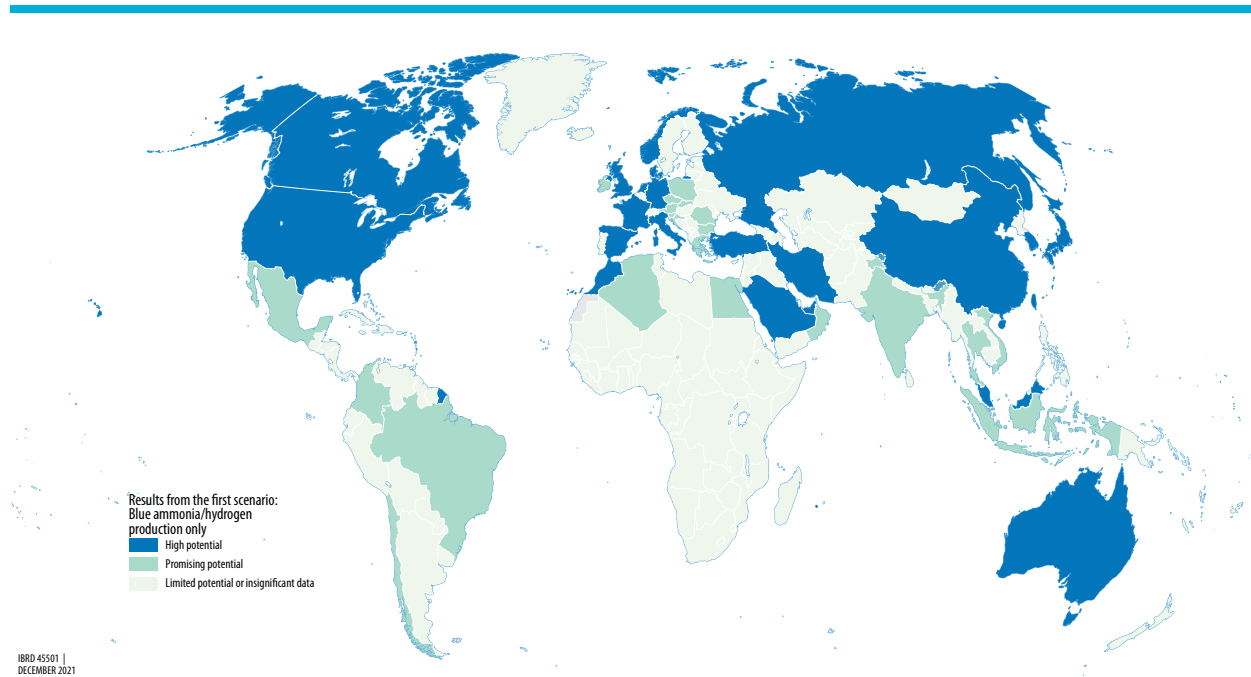 Results from the first scenario:
Blue ammonia/hydrogen
production only
High potential
Promising potential
Limited potential or insignificant data
IBRD 45501 |
DECEMBER 2021